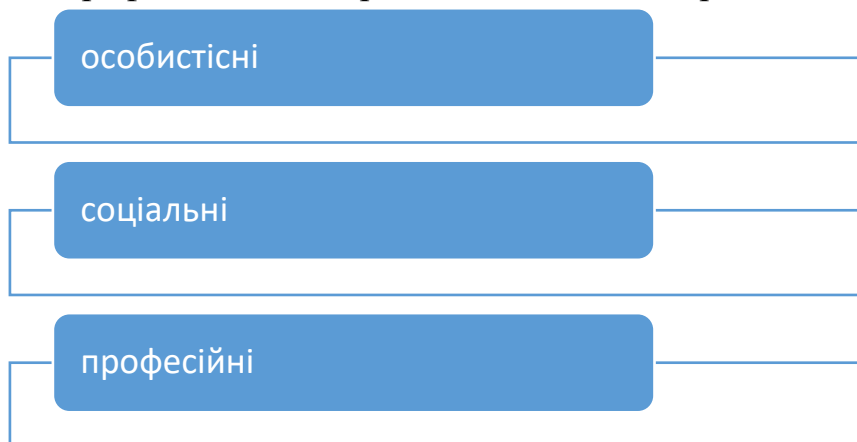 особистісні
соціальні
професійні